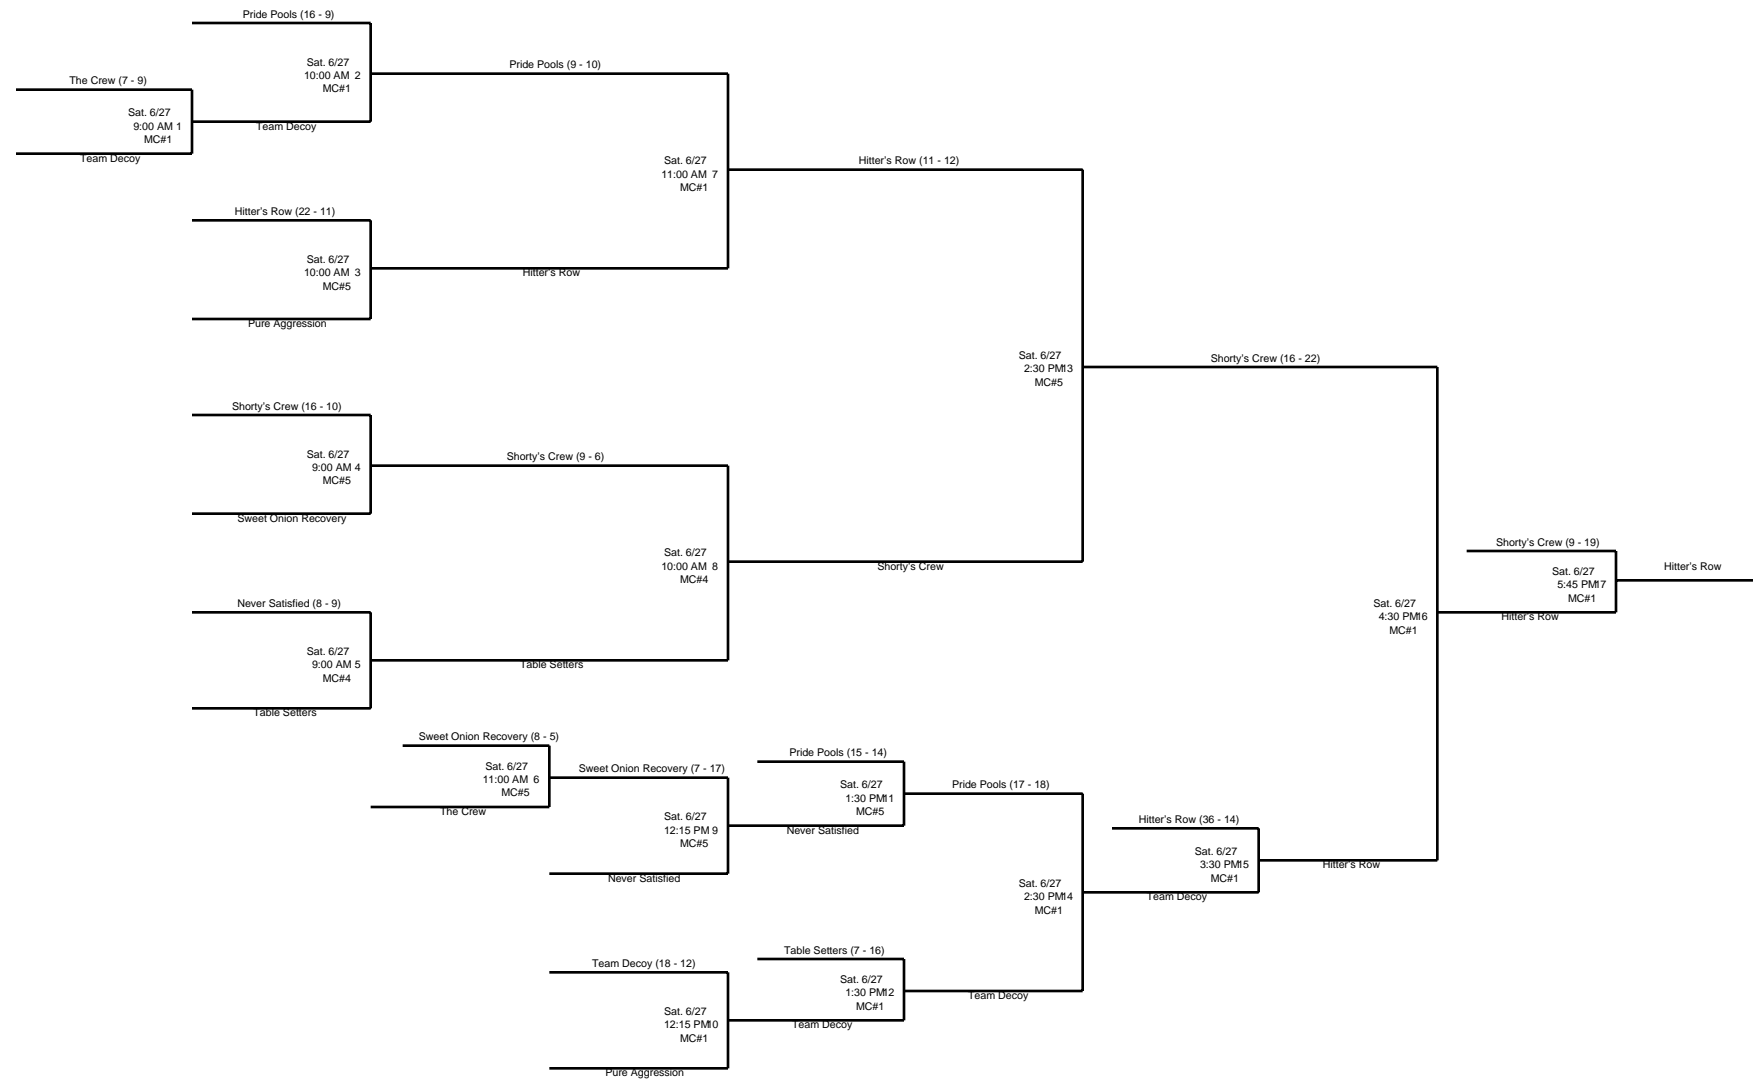 Pride Pools (16 - 9)
Sat. 6/27
10:00 AM 2
MC#1
The Crew (7 - 9)
Sat. 6/27
9:00 AM 1
MC#1
Team Decoy
Team Decoy
Pride Pools (9 - 10)
Sat. 6/27
11:00 AM 7
MC#1
Hitter's Row (11 - 12)
Hitter's Row (22 - 11)
Sat. 6/27
10:00 AM 3
MC#5
Hitter's Row
Pure Aggression
Sat. 6/27
2:30 PM13
MC#5
Shorty's Crew (16 - 22)
Shorty's Crew (16 - 10)
Sat. 6/27
9:00 AM 4
MC#5
Sweet Onion Recovery
Shorty's Crew (9 - 6)
Sat. 6/27
10:00 AM 8
MC#4
Shorty's Crew
Never Satisfied (8 - 9)
Sat. 6/27
9:00 AM 5
MC#4
Table Setters
Table Setters
Sat. 6/27
4:30 PM16
MC#1
Shorty's Crew (9 - 19)
Sat. 6/27
5:45 PM17
MC#1
Hitter's Row
Hitter's Row
Sweet Onion Recovery (8 - 5)
Sat. 6/27
11:00 AM 6
MC#5
The Crew
Sweet Onion Recovery (7 - 17)
Sat. 6/27
12:15 PM 9
MC#5
Never Satisfied
Pride Pools (15 - 14)
Sat. 6/27
1:30 PM11
MC#5
Never Satisfied
Pride Pools (17 - 18)
Sat. 6/27
2:30 PM14
MC#1
Hitter's Row (36 - 14)
Sat. 6/27
3:30 PM15
MC#1
Team Decoy
Hitter's Row
Table Setters (7 - 16)
Sat. 6/27
1:30 PM12
MC#1
Team Decoy
Team Decoy
Team Decoy (18 - 12)
Sat. 6/27
12:15 PM10
MC#1
Pure Aggression